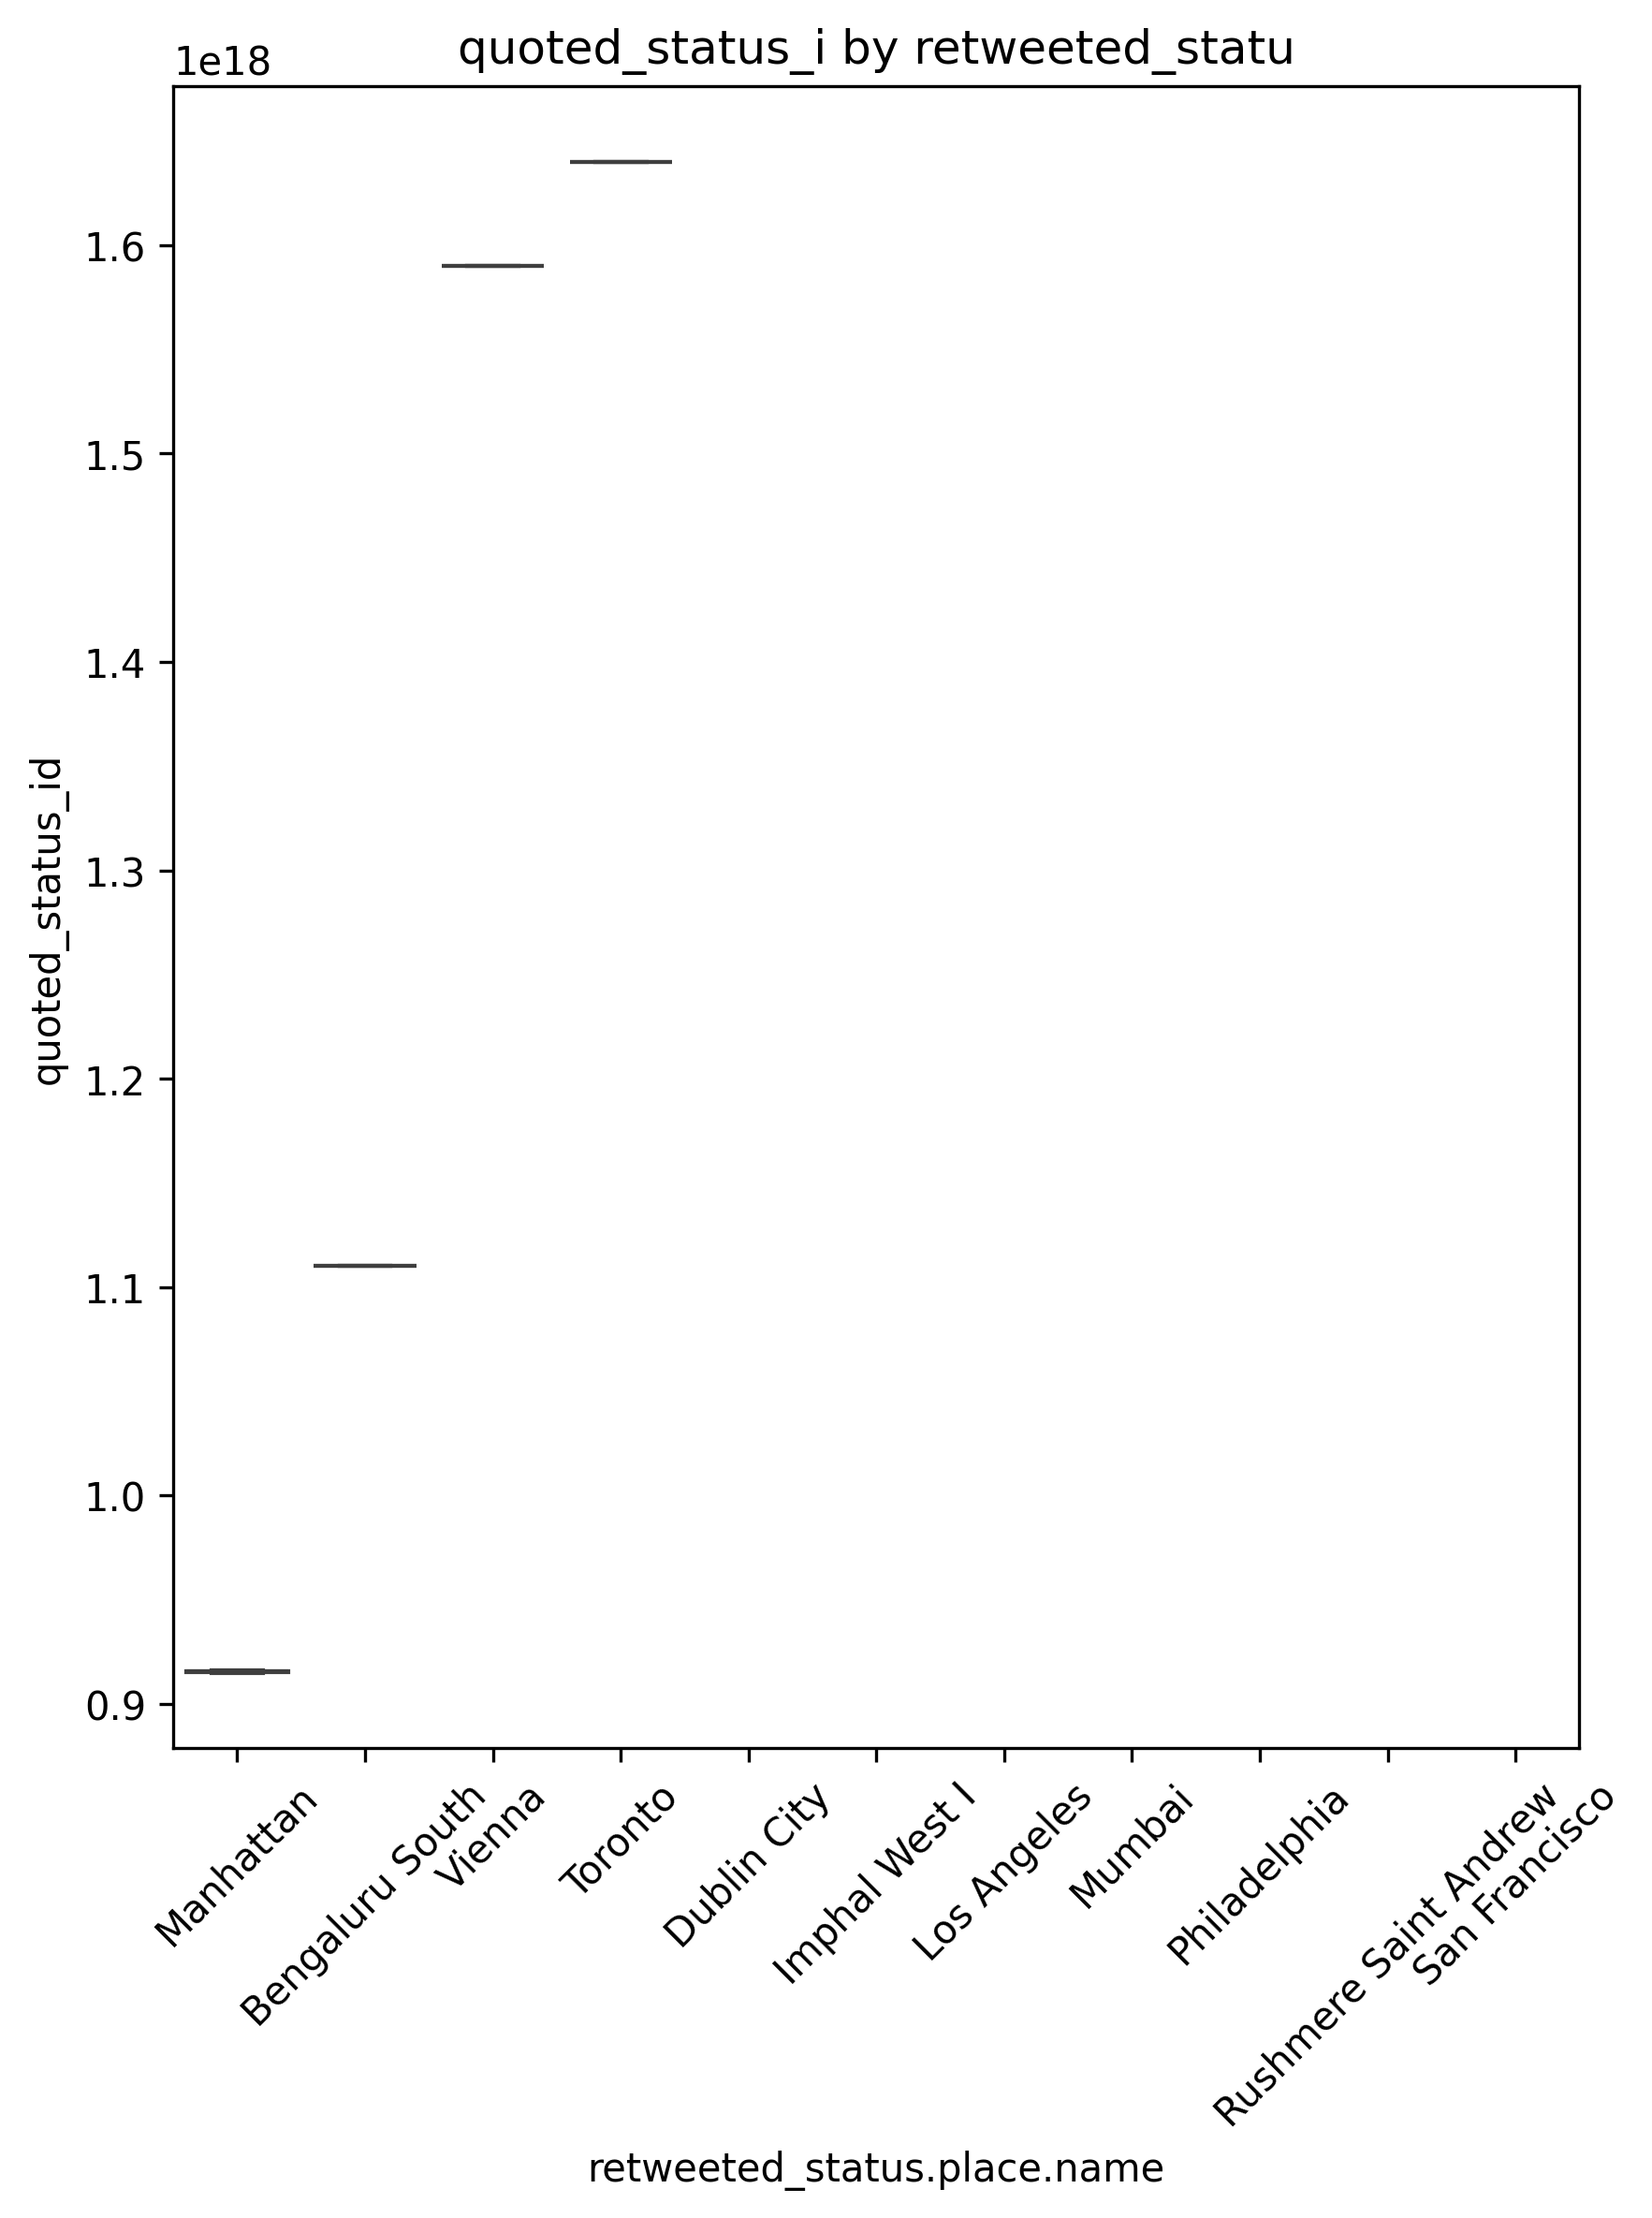 quoted_status_i by retweeted_statu
1e18
1.6
1.5
1.4
1.3
1.2
1.1
1.0
0.9
quoted_status_id
Manhattan
Bengaluru South
Vienna
Toronto
Dublin City
Imphal West I
Los Angeles
Mumbai
Philadelphia
Rushmere Saint Andrew
San Francisco
retweeted_status.place.name